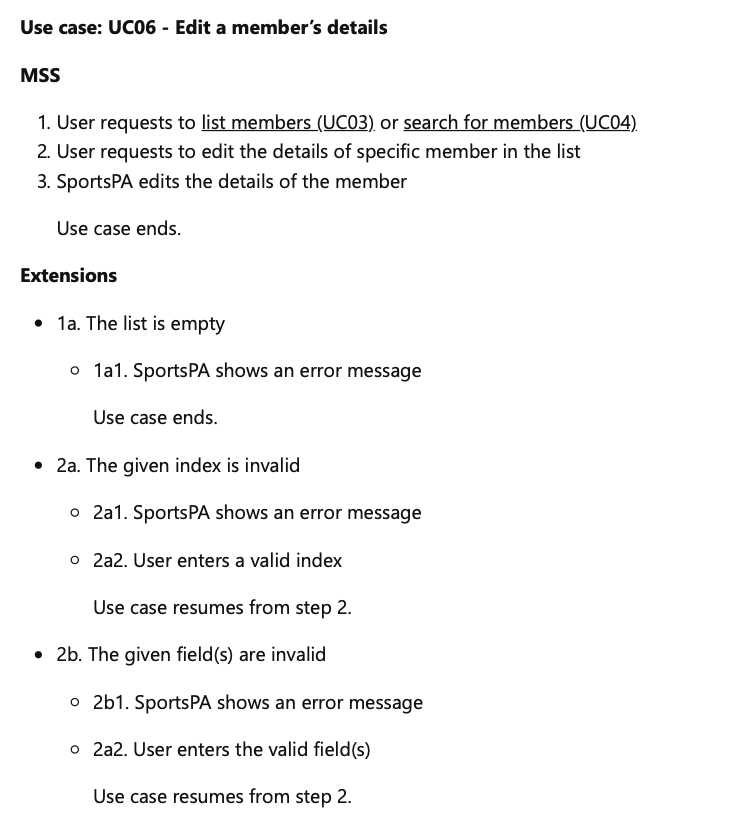 Use case: UC06 - Edit a member’s details
MSS
1. User requests to list members (UC03) or search for members (UC04)
2. User requests to edit the details of specific member in the list
3. SportsPA edits the details of the member
Use case ends.
Extensions
• 1a. The list is empty
○ 1a1. SportsPA shows an error message
Use case ends.
• 2a. The given index is invalid
○ 2a1. SportsPA shows an error message
○ 2a2. User enters a valid index
Use case resumes from step 2.
• 2b. The given field(s) are invalid
○ 2b1. SportsPA shows an error message
○ 2a2. User enters the valid field(s)
Use case resumes from step 2.